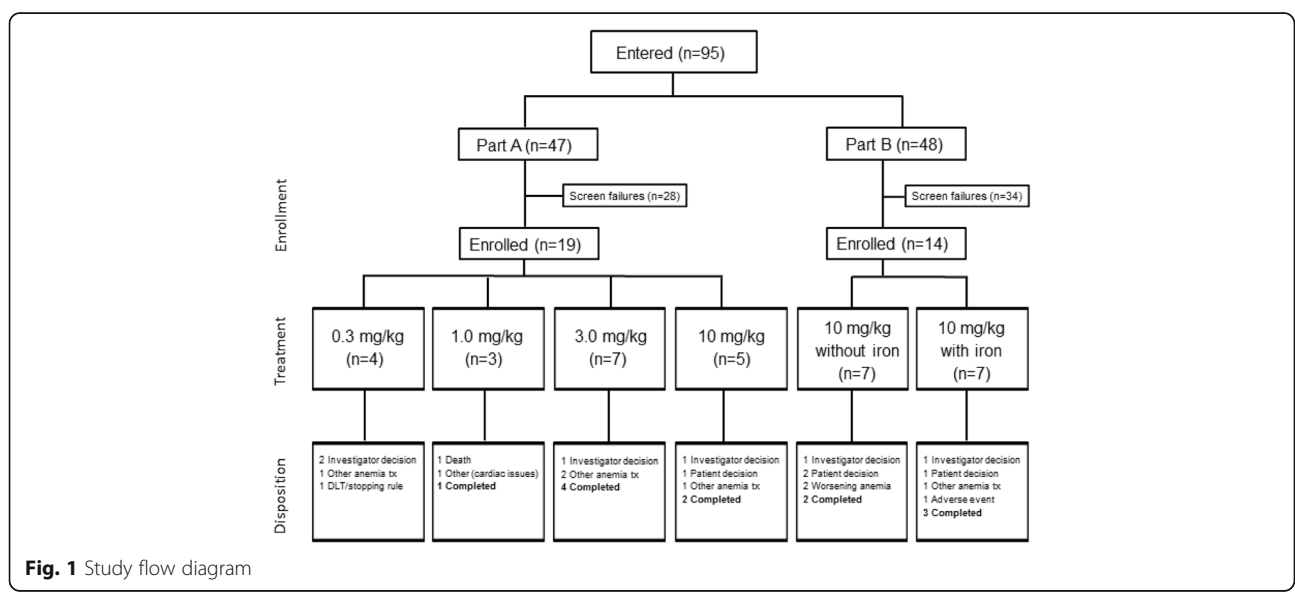 Entered (n=95)
Part A (n=47)
Part B (n=48)
Enrollment
Screen failures (n=28)
Screen failures (n=34)
Enrolled (n=19)
Enrolled (n=14)
Treatment
0.3 mg/kg
(n=4)
1.0 mg/kg
(n=3)
3.0 mg/kg
(n=7)
10 mg/kg
(n=5)
10 mg/kg
without iron
(n=7)
10 mg/kg
with iron
(n=7)
Disposition
2 Investigator decision
1 Other anemia tx
1 DLT/stopping rule
1 Death
1 Other (cardiac issues)
1 Completed
1 Investigator decision
2 Other anemia tx
4 Completed
1 Investigator decision
1 Patient decision
1 Other anemia tx
2 Completed
1 Investigator decision
2 Patient decision
2 Worsening anemia
2 Completed
1 Investigator decision
1 Patient decision
1 Other anemia tx
1 Adverse event
3 Completed
Fig. 1 Study flow diagram